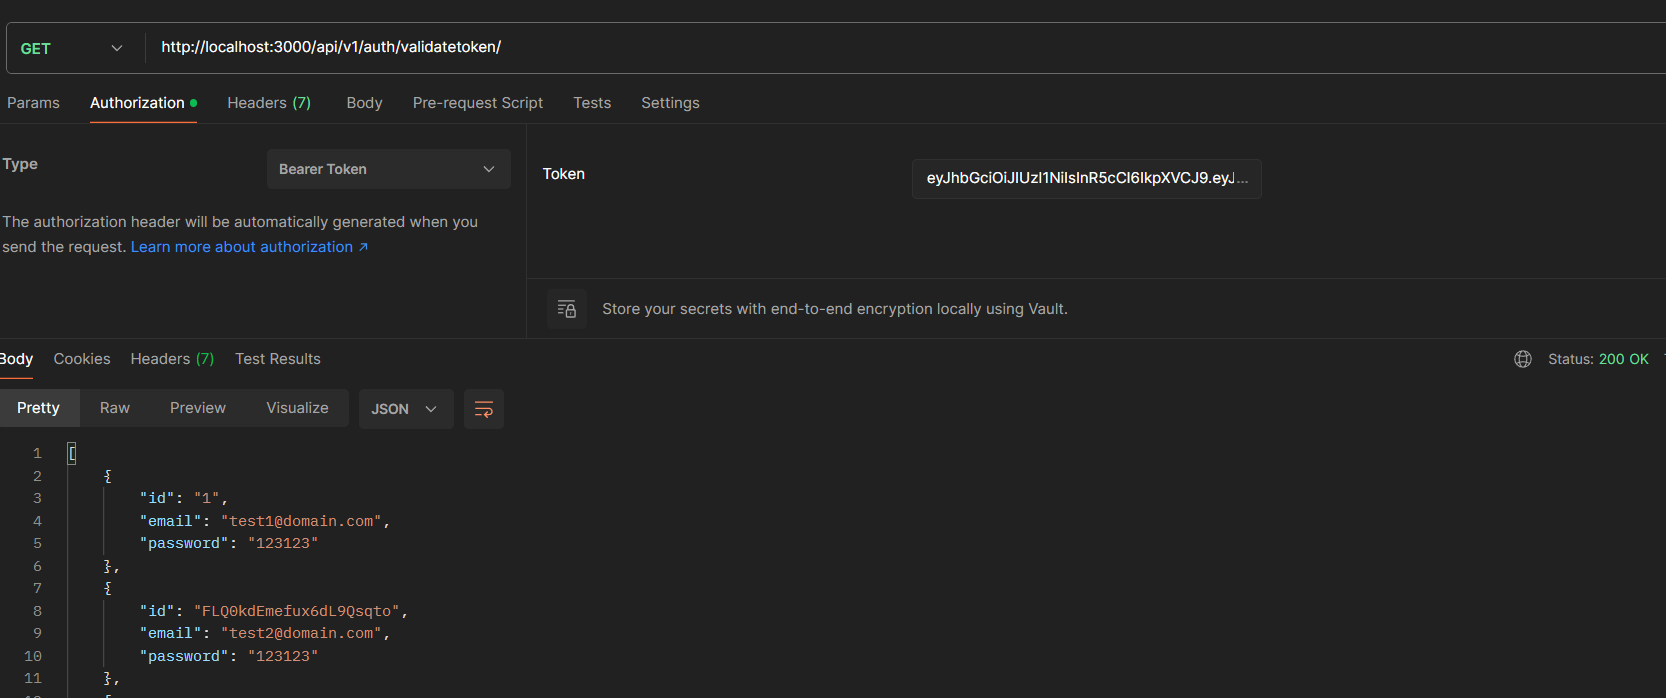 GET http://localhost:3000/api/v1/auth/validatetoken/
Params Authorization Headers (7) Body Pre-request Script Tests Settings
Type Bearer Token
Token eyJhbGciOiJIUzI1NiIsInR5cCI6IkpXVCJ9.eyJ...
The authorization header will be automatically generated when you
send the request. Learn more about authorization ↗
Store your secrets with end-to-end encryption locally using Vault.
Body Cookies Headers (7) Test Results Status: 200 OK
Pretty Raw Preview Visualize JSON
1 [
2 {
3 "id": "1",
4 "email": "test1@domain.com",
5 "password": "123123"
6 },
7 {
8 "id": "FLQ0kdEmefux6dL9Qsqto",
9 "email": "test2@domain.com",
10 "password": "123123"
11 },